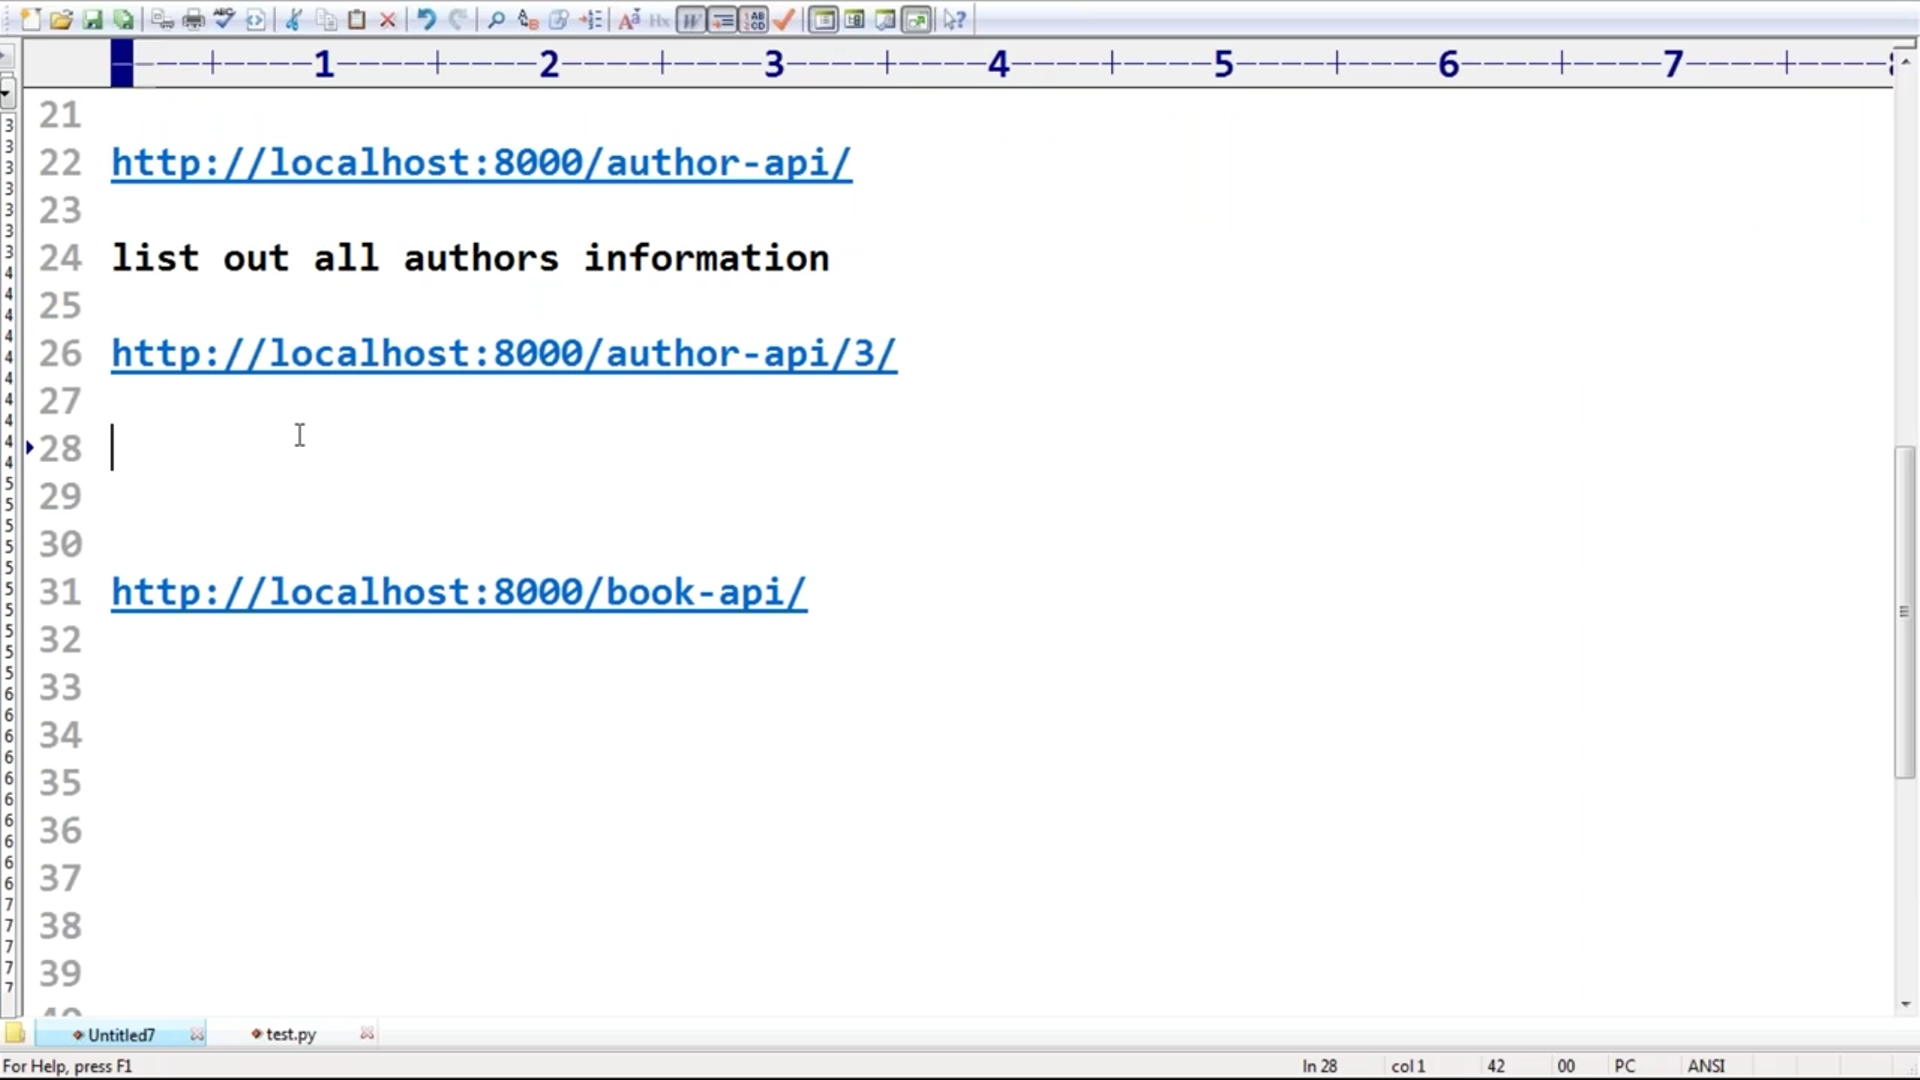 ----+----1----+----2----+----3----+----4----+----5----+----6----+----7----+----
21
22 http://localhost:8000/author-api/
23
24 list out all authors information
25
26 http://localhost:8000/author-api/3/
27
28
29
30
31 http://localhost:8000/book-api/
32
33
34
35
36
37
38
39
Untitled7 test.py
For Help, press F1 ln 28 col 1 42 00 PC ANSI